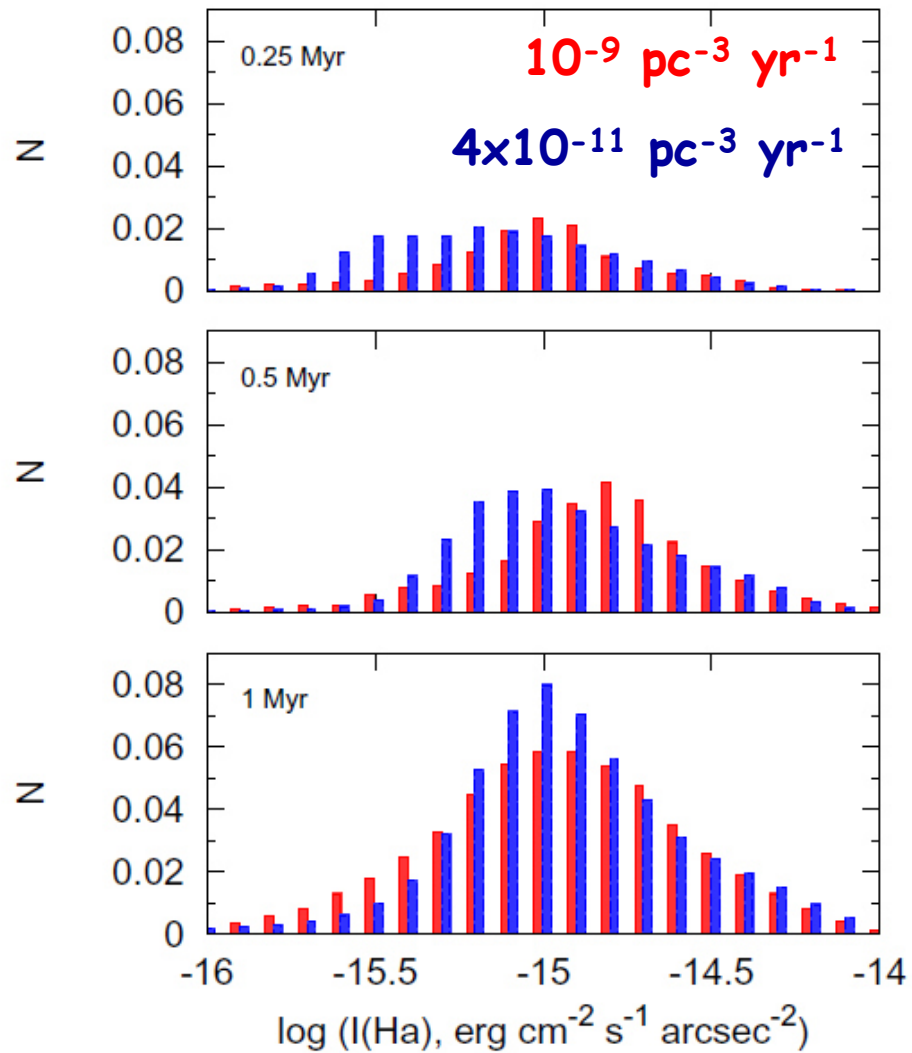 0.25 Myr
10⁻⁹ pc⁻³ yr⁻¹
4x10⁻¹¹ pc⁻³ yr⁻¹
N
0.08
0.06
0.04
0.02
0
0.5 Myr
N
0.08
0.06
0.04
0.02
0
1 Myr
N
0.08
0.06
0.04
0.02
0
-16 -15.5 -15 -14.5 -14
log (I(Ha), erg cm⁻² s⁻¹ arcsec⁻²)